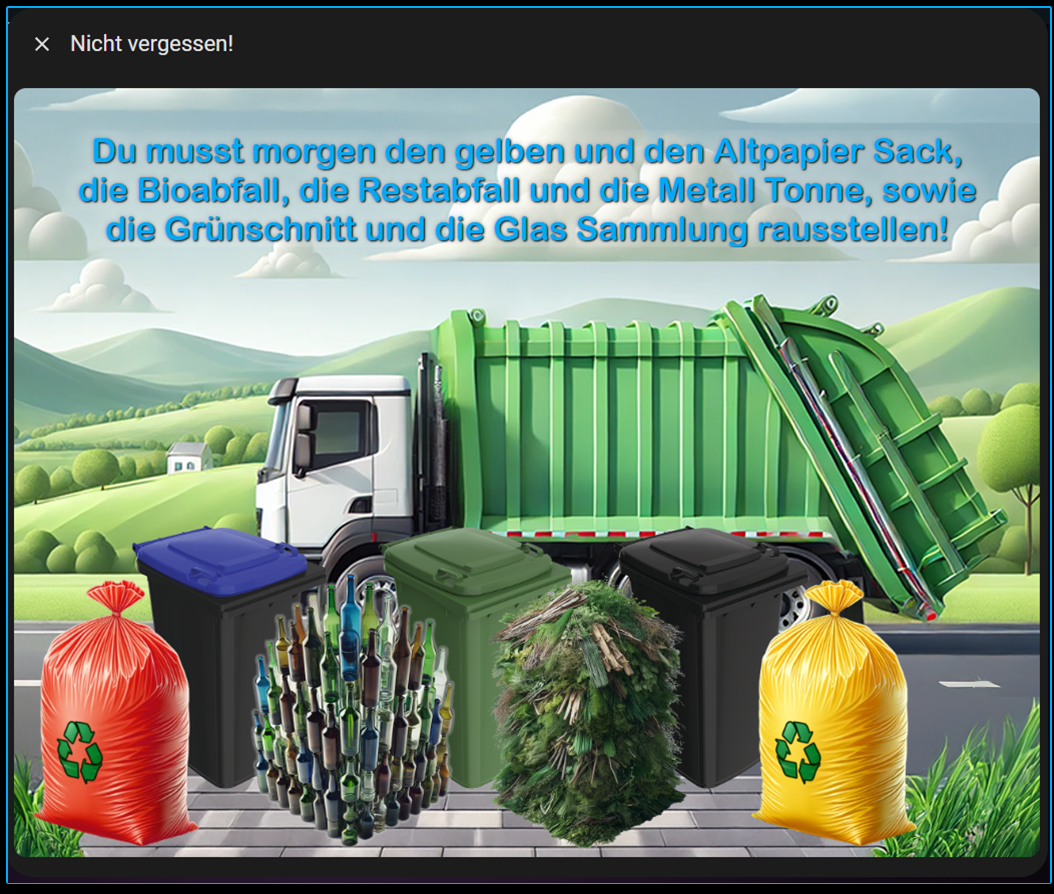 Nicht vergessen!
Du musst morgen den gelben und den Altpapier Sack,
die Bioabfall, die Restabfall und die Metall Tonne, sowie
die Grünschnitt und die Glas Sammlung rausstellen!